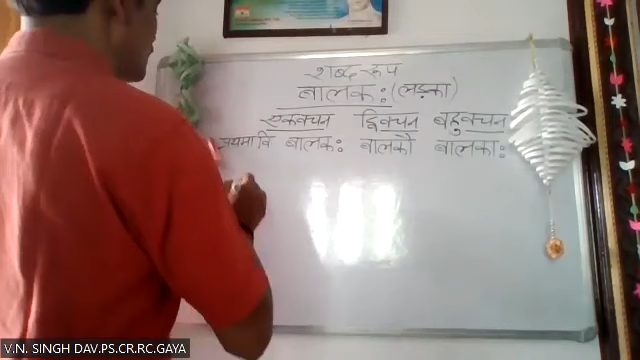 शब्द रूप
बालक: (लड़का)
एकवचन द्विवचन बहुवचन
प्रथमा वि बालक: बालकौ बालका:
V.N. SINGH DAV.PS.CR.RC.GAYA